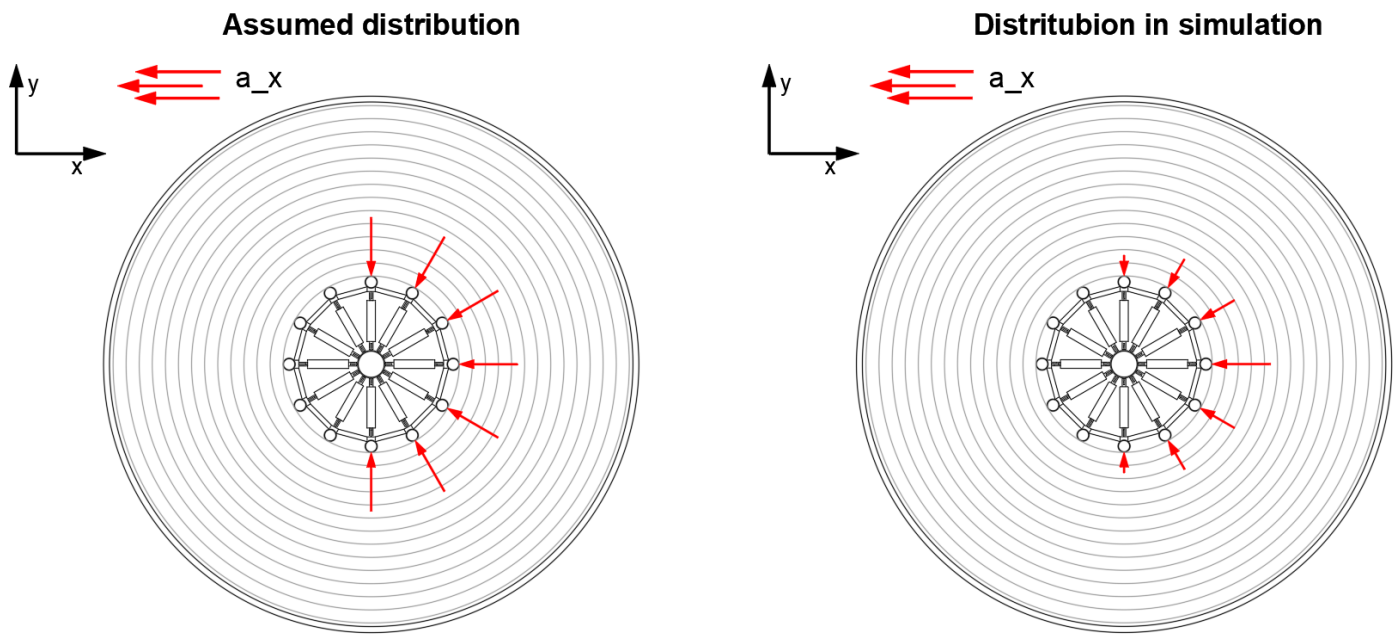 Assumed distribution
Distritubion in simulation
y
a_x
x
y
a_x
x